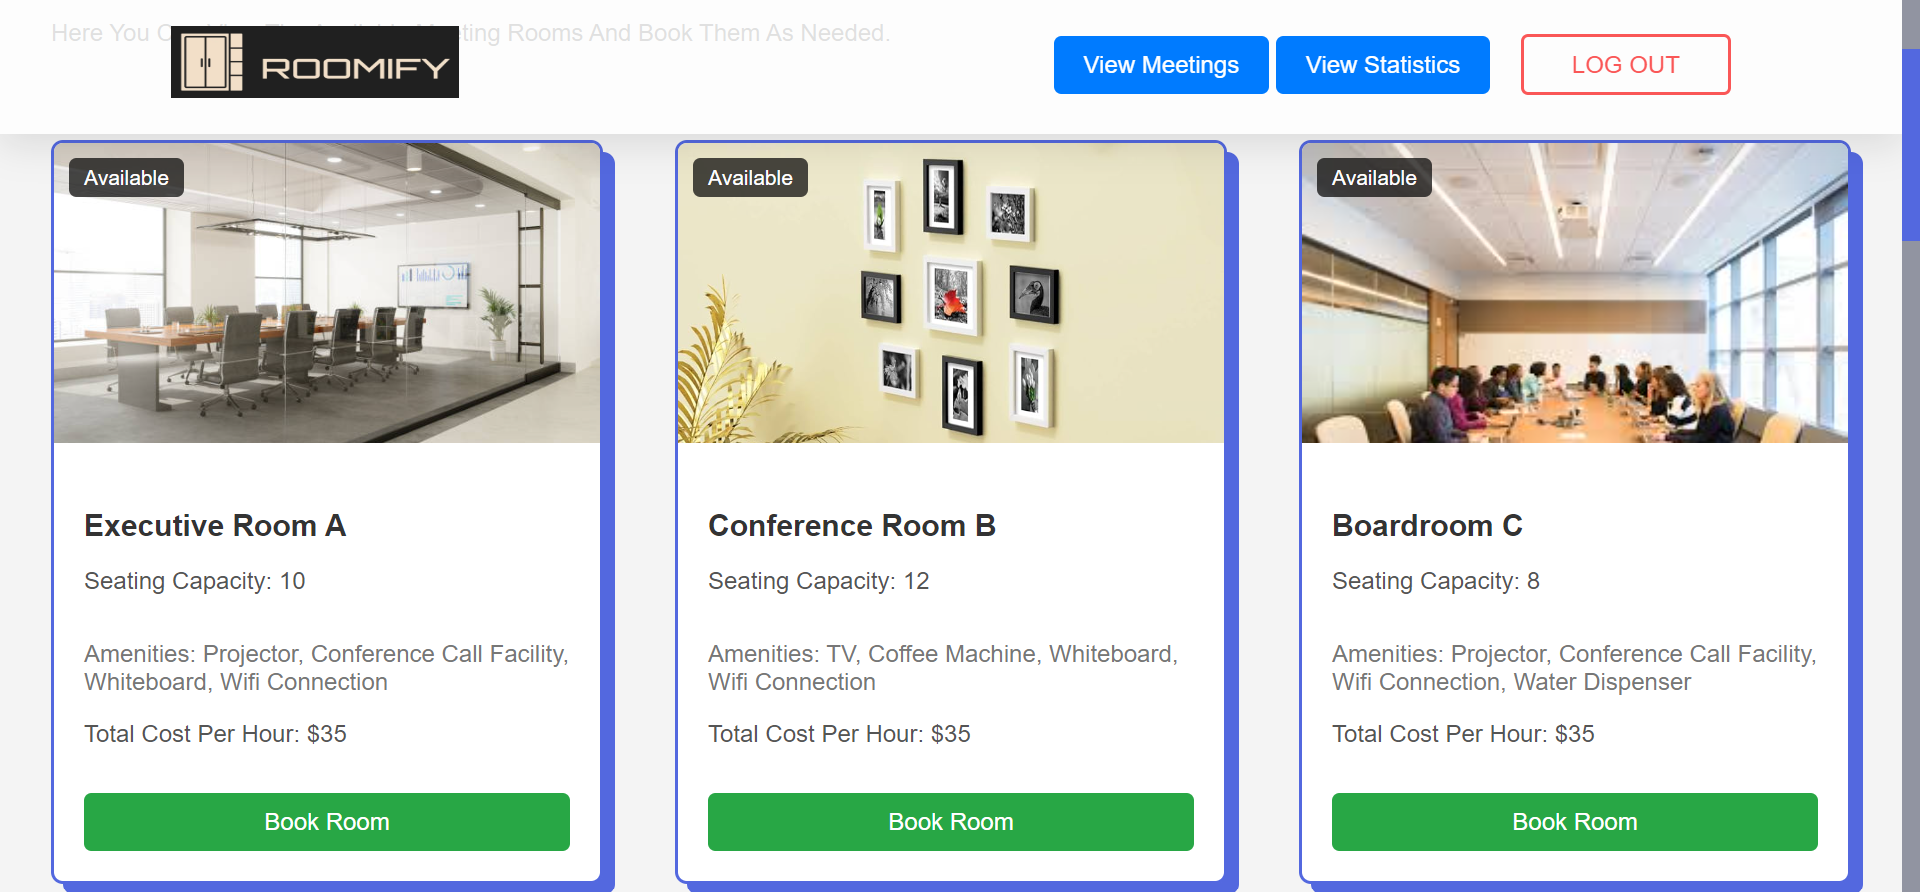 Here You C ting Rooms And Book Them As Needed.
ROOMIFY
View Meetings
View Statistics
LOG OUT
Available
Available
Available
Executive Room A
Seating Capacity: 10
Amenities: Projector, Conference Call Facility,
Whiteboard, Wifi Connection
Total Cost Per Hour: $35
Book Room
Conference Room B
Seating Capacity: 12
Amenities: TV, Coffee Machine, Whiteboard,
Wifi Connection
Total Cost Per Hour: $35
Book Room
Boardroom C
Seating Capacity: 8
Amenities: Projector, Conference Call Facility,
Wifi Connection, Water Dispenser
Total Cost Per Hour: $35
Book Room